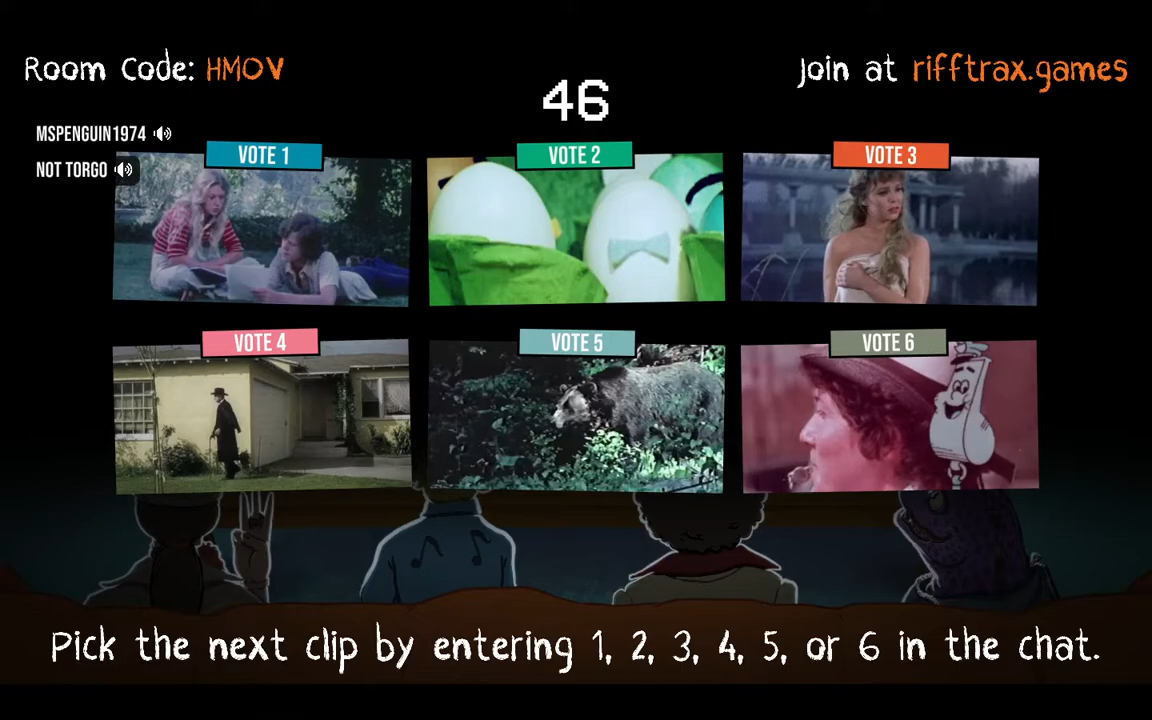 Room Code: HMOV
Join at rifftrax.games
46
MSPENGUIN1974
NOT TORGO
VOTE 1
VOTE 2
VOTE 3
VOTE 4
VOTE 5
VOTE 6
Pick the next clip by entering 1, 2, 3, 4, 5, or 6 in the chat.